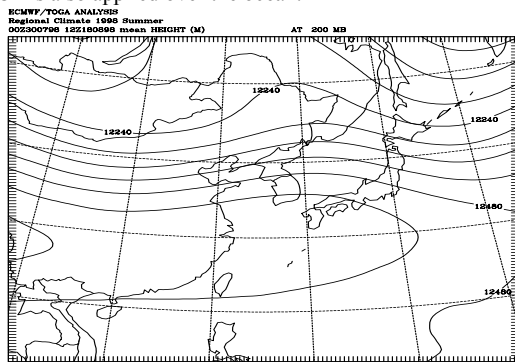 ECMWF/TOGA ANALYSIS
Regional Climate 1998 Summer
00Z300798 12Z180898 mean HEIGHT (M) AT 200 MB
12240
12240
12240
12480
12480